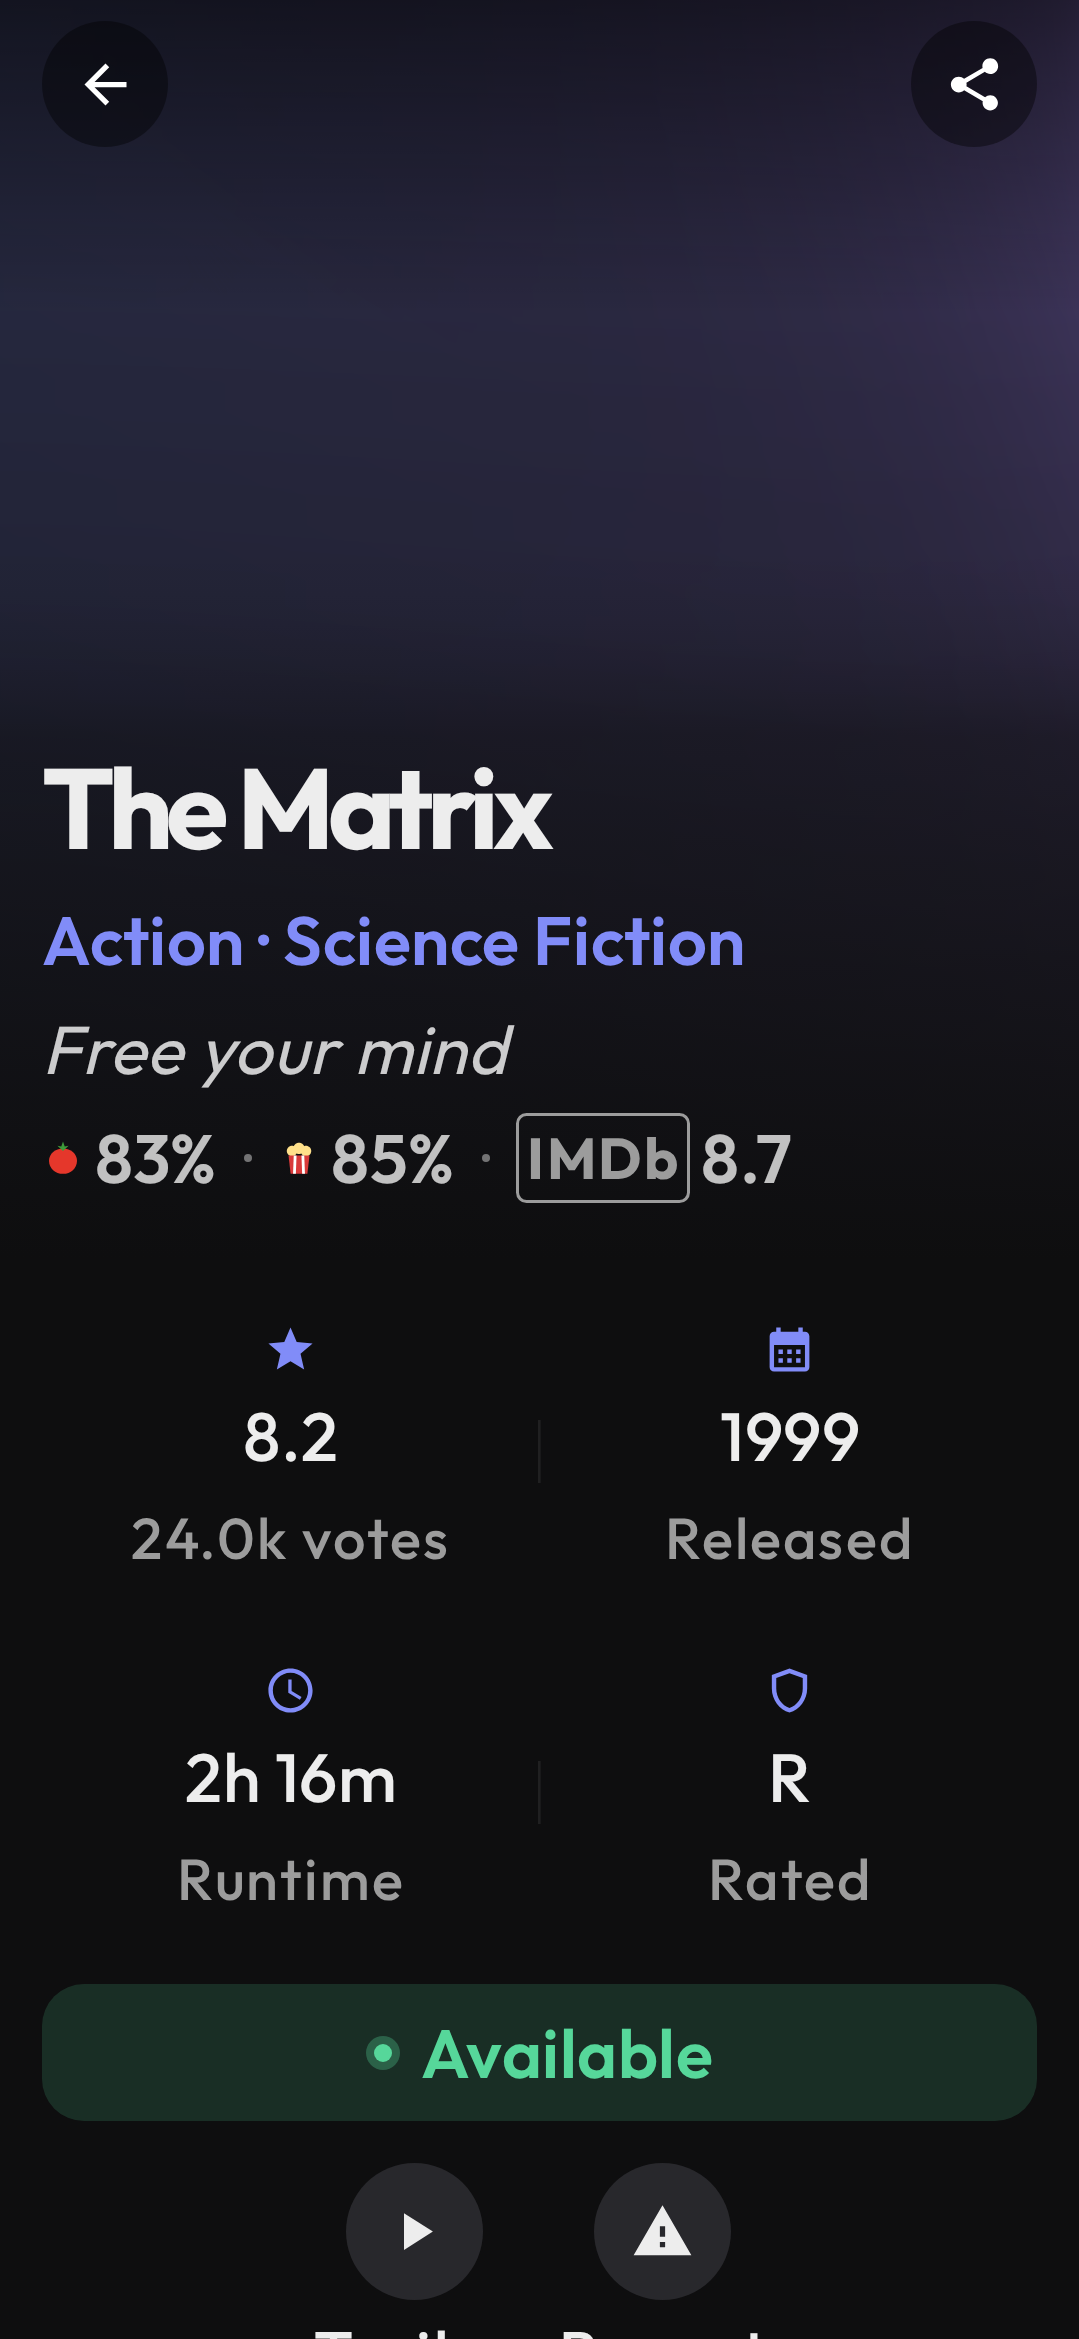 The Matrix
Action · Science Fiction
Free your mind
83% · 85% · IMDb 8.7
8.2
1999
24.0k votes
Released
2h 16m
R
Runtime
Rated
Available